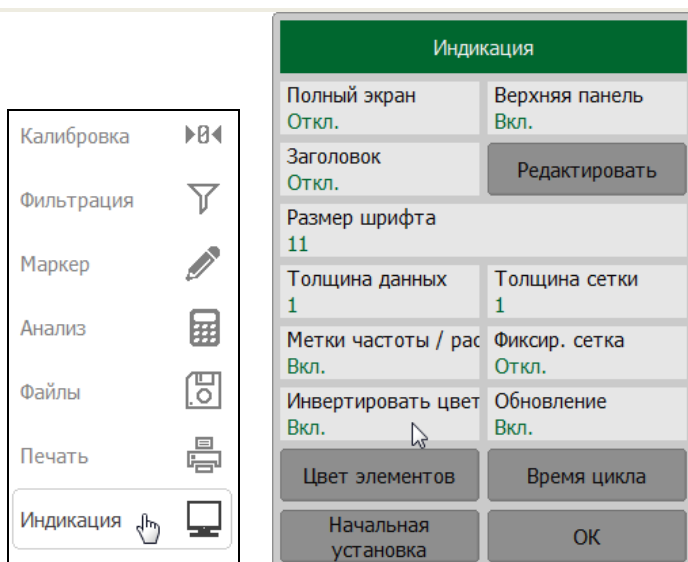 Калибровка
Фильтрация
Маркер
Анализ
Файлы
Печать
Индикация
Индикация
Полный экран
Откл.
Верхняя панель
Вкл.
Заголовок
Откл.
Редактировать
Размер шрифта
11
Толщина данных
1
Толщина сетки
1
Метки частоты / рас
Вкл.
Фиксир. сетка
Откл.
Инвертировать цвет
Вкл.
Обновление
Вкл.
Цвет элементов
Время цикла
Начальная
установка
ОК